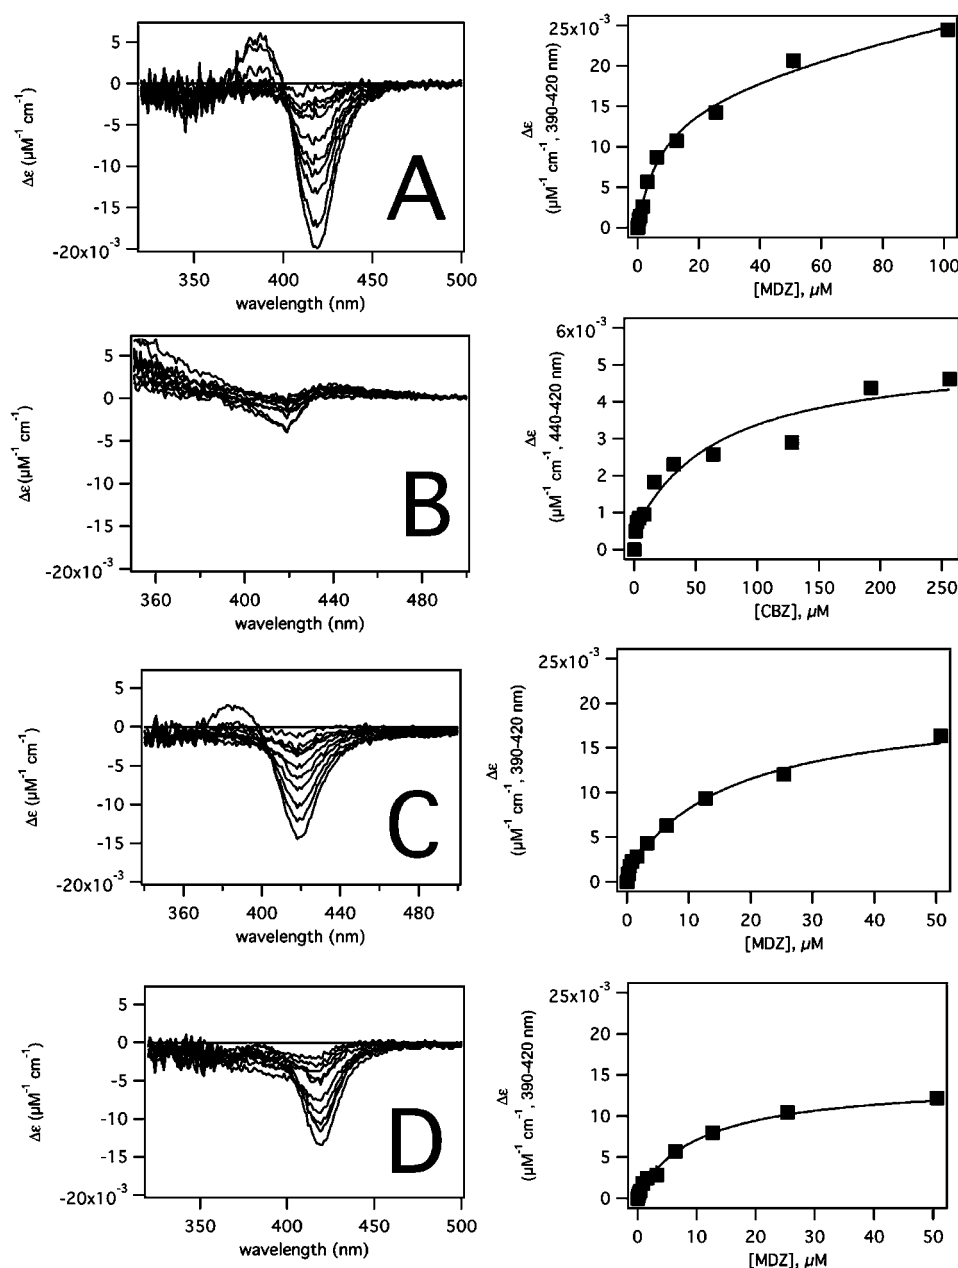 5
0
-5
-10
-15
-20x10⁻³
Δε (µM⁻¹ cm⁻¹)
350 400 450 500
wavelength (nm)
A
25x10⁻³
20
15
10
5
0
Δε
(µM⁻¹ cm⁻¹, 390-420 nm)
0 20 40 60 80 100
[MDZ], µM
5
0
-5
-10
-15
-20x10⁻³
Δε(µM⁻¹ cm⁻¹)
360 400 440 480
wavelength (nm)
B
6x10⁻³
5
4
3
2
1
0
Δε
(µM⁻¹ cm⁻¹, 440-420 nm)
0 50 100 150 200 250
[CBZ], µM
5
0
-5
-10
-15
-20x10⁻³
Δε (µM⁻¹ cm⁻¹)
360 400 440 480
wavelength (nm)
C
25x10⁻³
20
15
10
5
0
Δε
(µM⁻¹ cm⁻¹, 390-420 nm)
0 10 20 30 40 50
[MDZ], µM
5
0
-5
-10
-15
-20x10⁻³
Δε (µM⁻¹ cm⁻¹)
350 400 450 500
wavelength (nm)
D
25x10⁻³
20
15
10
5
0
Δε
(µM⁻¹ cm⁻¹, 390-420 nm)
0 10 20 30 40 50
[MDZ], µM